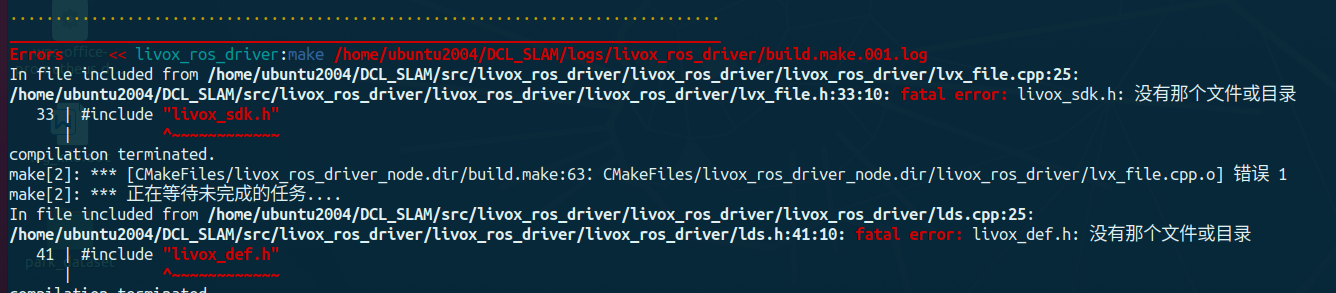 ................................................................................
Errors     << livox_ros_driver:make /home/ubuntu2004/DCL_SLAM/logs/livox_ros_driver/build.make.001.log
In file included from /home/ubuntu2004/DCL_SLAM/src/livox_ros_driver/livox_ros_driver/livox_ros_driver/lvx_file.cpp:25:
/home/ubuntu2004/DCL_SLAM/src/livox_ros_driver/livox_ros_driver/livox_ros_driver/lvx_file.h:33:10: fatal error: livox_sdk.h: 没有那个文件或目录
   33 | #include "livox_sdk.h"
      |          ^~~~~~~~~~~~~
compilation terminated.
make[2]: *** [CMakeFiles/livox_ros_driver_node.dir/build.make:63：CMakeFiles/livox_ros_driver_node.dir/livox_ros_driver/lvx_file.cpp.o] 错误 1
make[2]: *** 正在等待未完成的任务....
In file included from /home/ubuntu2004/DCL_SLAM/src/livox_ros_driver/livox_ros_driver/livox_ros_driver/lds.cpp:25:
/home/ubuntu2004/DCL_SLAM/src/livox_ros_driver/livox_ros_driver/livox_ros_driver/lds.h:41:10: fatal error: livox_def.h: 没有那个文件或目录
   41 | #include "livox_def.h"
      |          ^~~~~~~~~~~~~
compilation terminated